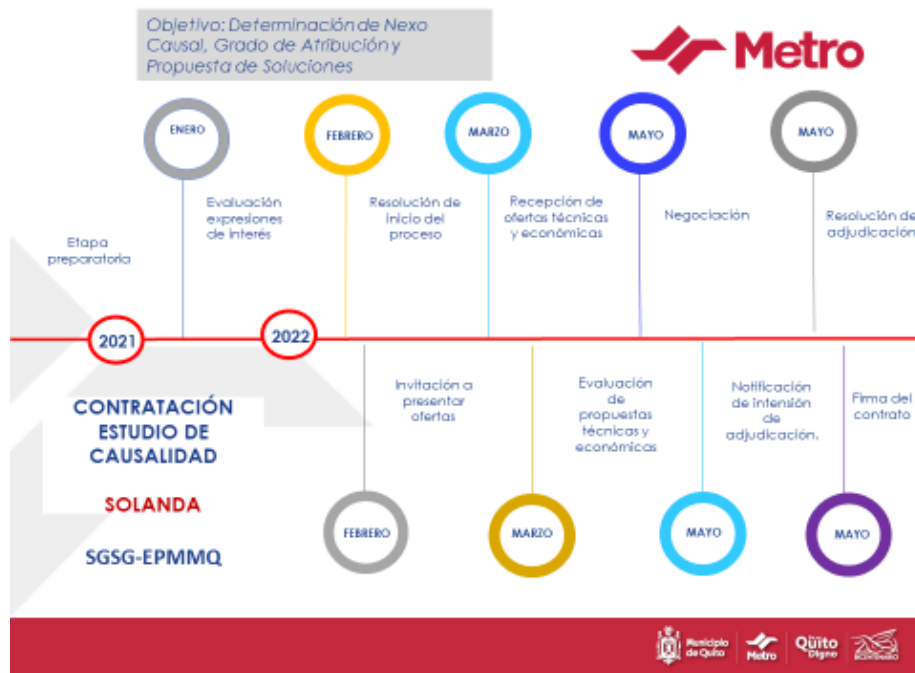 Objetivo: Determinación de Nexo
Causal, Grado de Atribución y
Propuesta de Soluciones
Metro
ENERO
FEBRERO
MARZO
MAYO
MAYO
Etapa
preparatoria
Evaluación
expresiones
de interés
Resolución de
inicio del
proceso
Recepción de
ofertas técnicas
y económicas
Negociación
Resolución de
adjudicación
2021
2022
CONTRATACIÓN
ESTUDIO DE
CAUSALIDAD
SOLANDA
SGSG-EPMMQ
Invitación a
presentar
ofertas
Evaluación
de
propuestas
técnicas y
económicas
Notificación
de intensión
de
adjudicación.
Firma del
contrato
FEBRERO
MARZO
MAYO
MAYO
Municipio
de Quito
Metro
Quito
Digno
BICENTENARIO